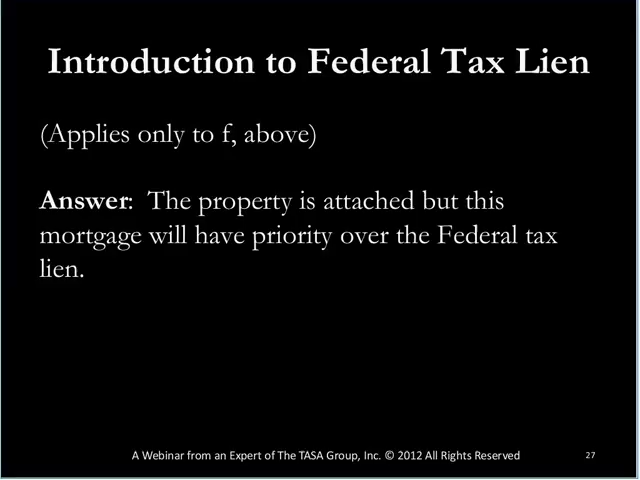 Introduction to Federal Tax Lien
(Applies only to f, above)
Answer:  The property is attached but this
mortgage will have priority over the Federal tax
lien.
A Webinar from an Expert of The TASA Group, Inc. © 2012 All Rights Reserved
27